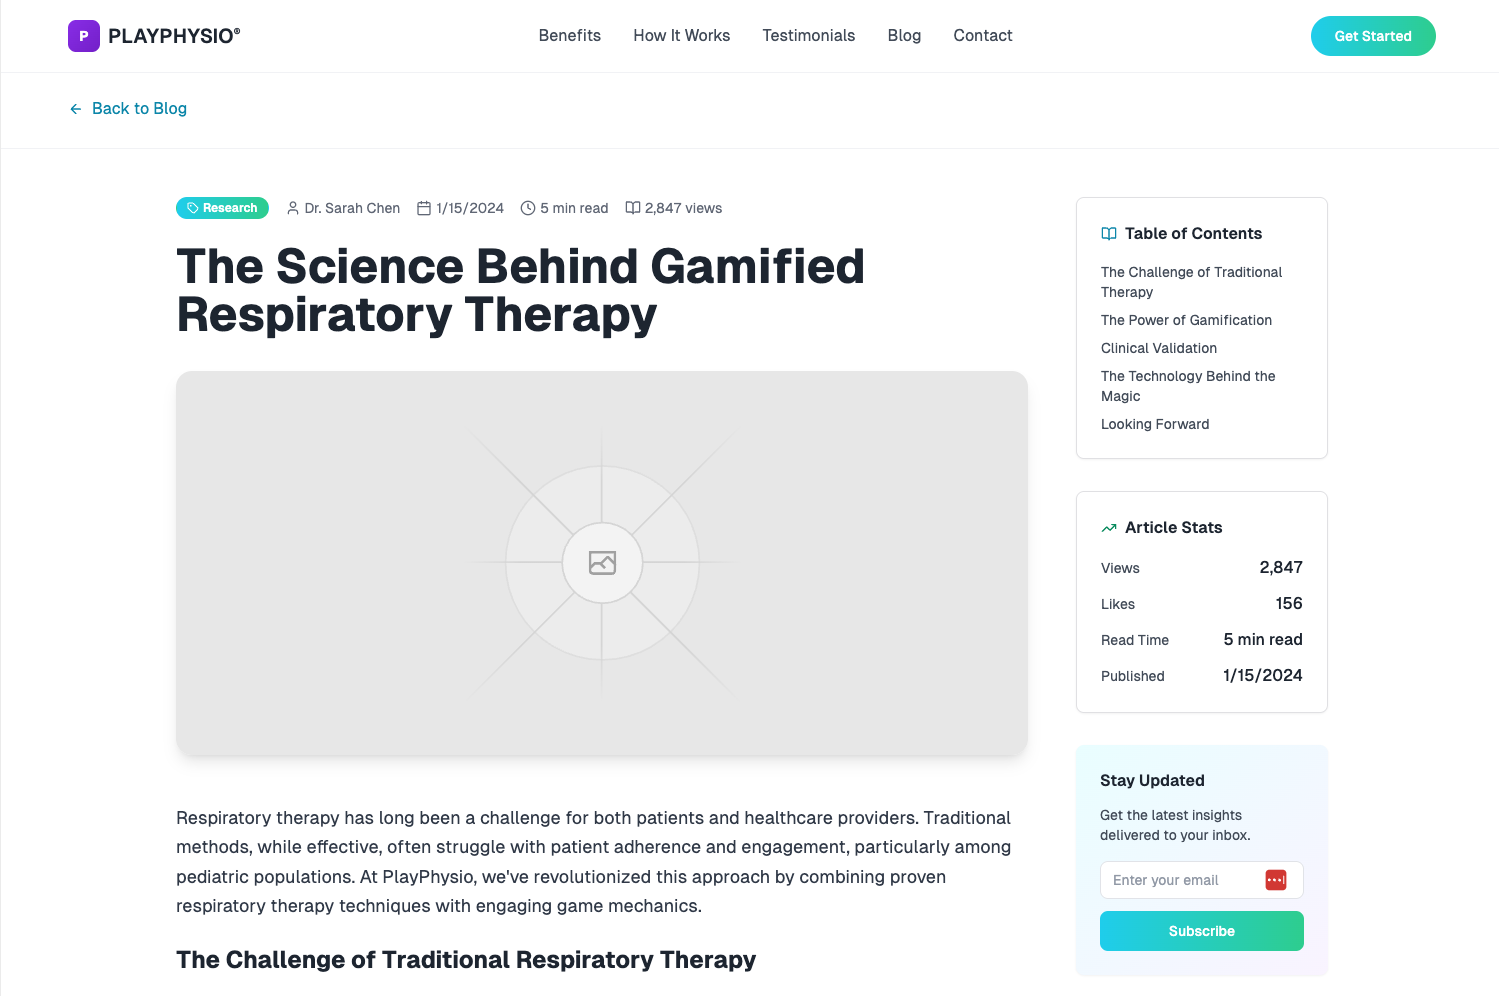 P PLAYPHYSIO®
Benefits How It Works Testimonials Blog Contact
Get Started
Back to Blog
Research Dr. Sarah Chen 1/15/2024 5 min read 2,847 views
The Science Behind Gamified
Respiratory Therapy
Respiratory therapy has long been a challenge for both patients and healthcare providers. Traditional
methods, while effective, often struggle with patient adherence and engagement, particularly among
pediatric populations. At PlayPhysio, we've revolutionized this approach by combining proven
respiratory therapy techniques with engaging game mechanics.
The Challenge of Traditional Respiratory Therapy
Table of Contents
The Challenge of Traditional
Therapy
The Power of Gamification
Clinical Validation
The Technology Behind the
Magic
Looking Forward
Article Stats
Views 2,847
Likes 156
Read Time 5 min read
Published 1/15/2024
Stay Updated
Get the latest insights
delivered to your inbox.
Enter your email
Subscribe